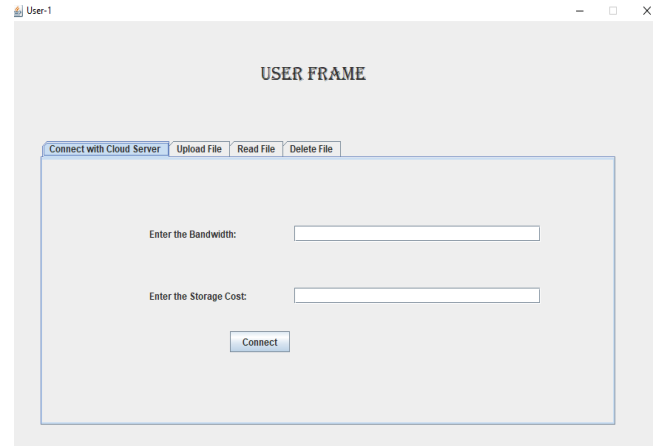 User-1
USER FRAME
Connect with Cloud Server Upload File Read File Delete File
Enter the Bandwidth:
Enter the Storage Cost:
Connect